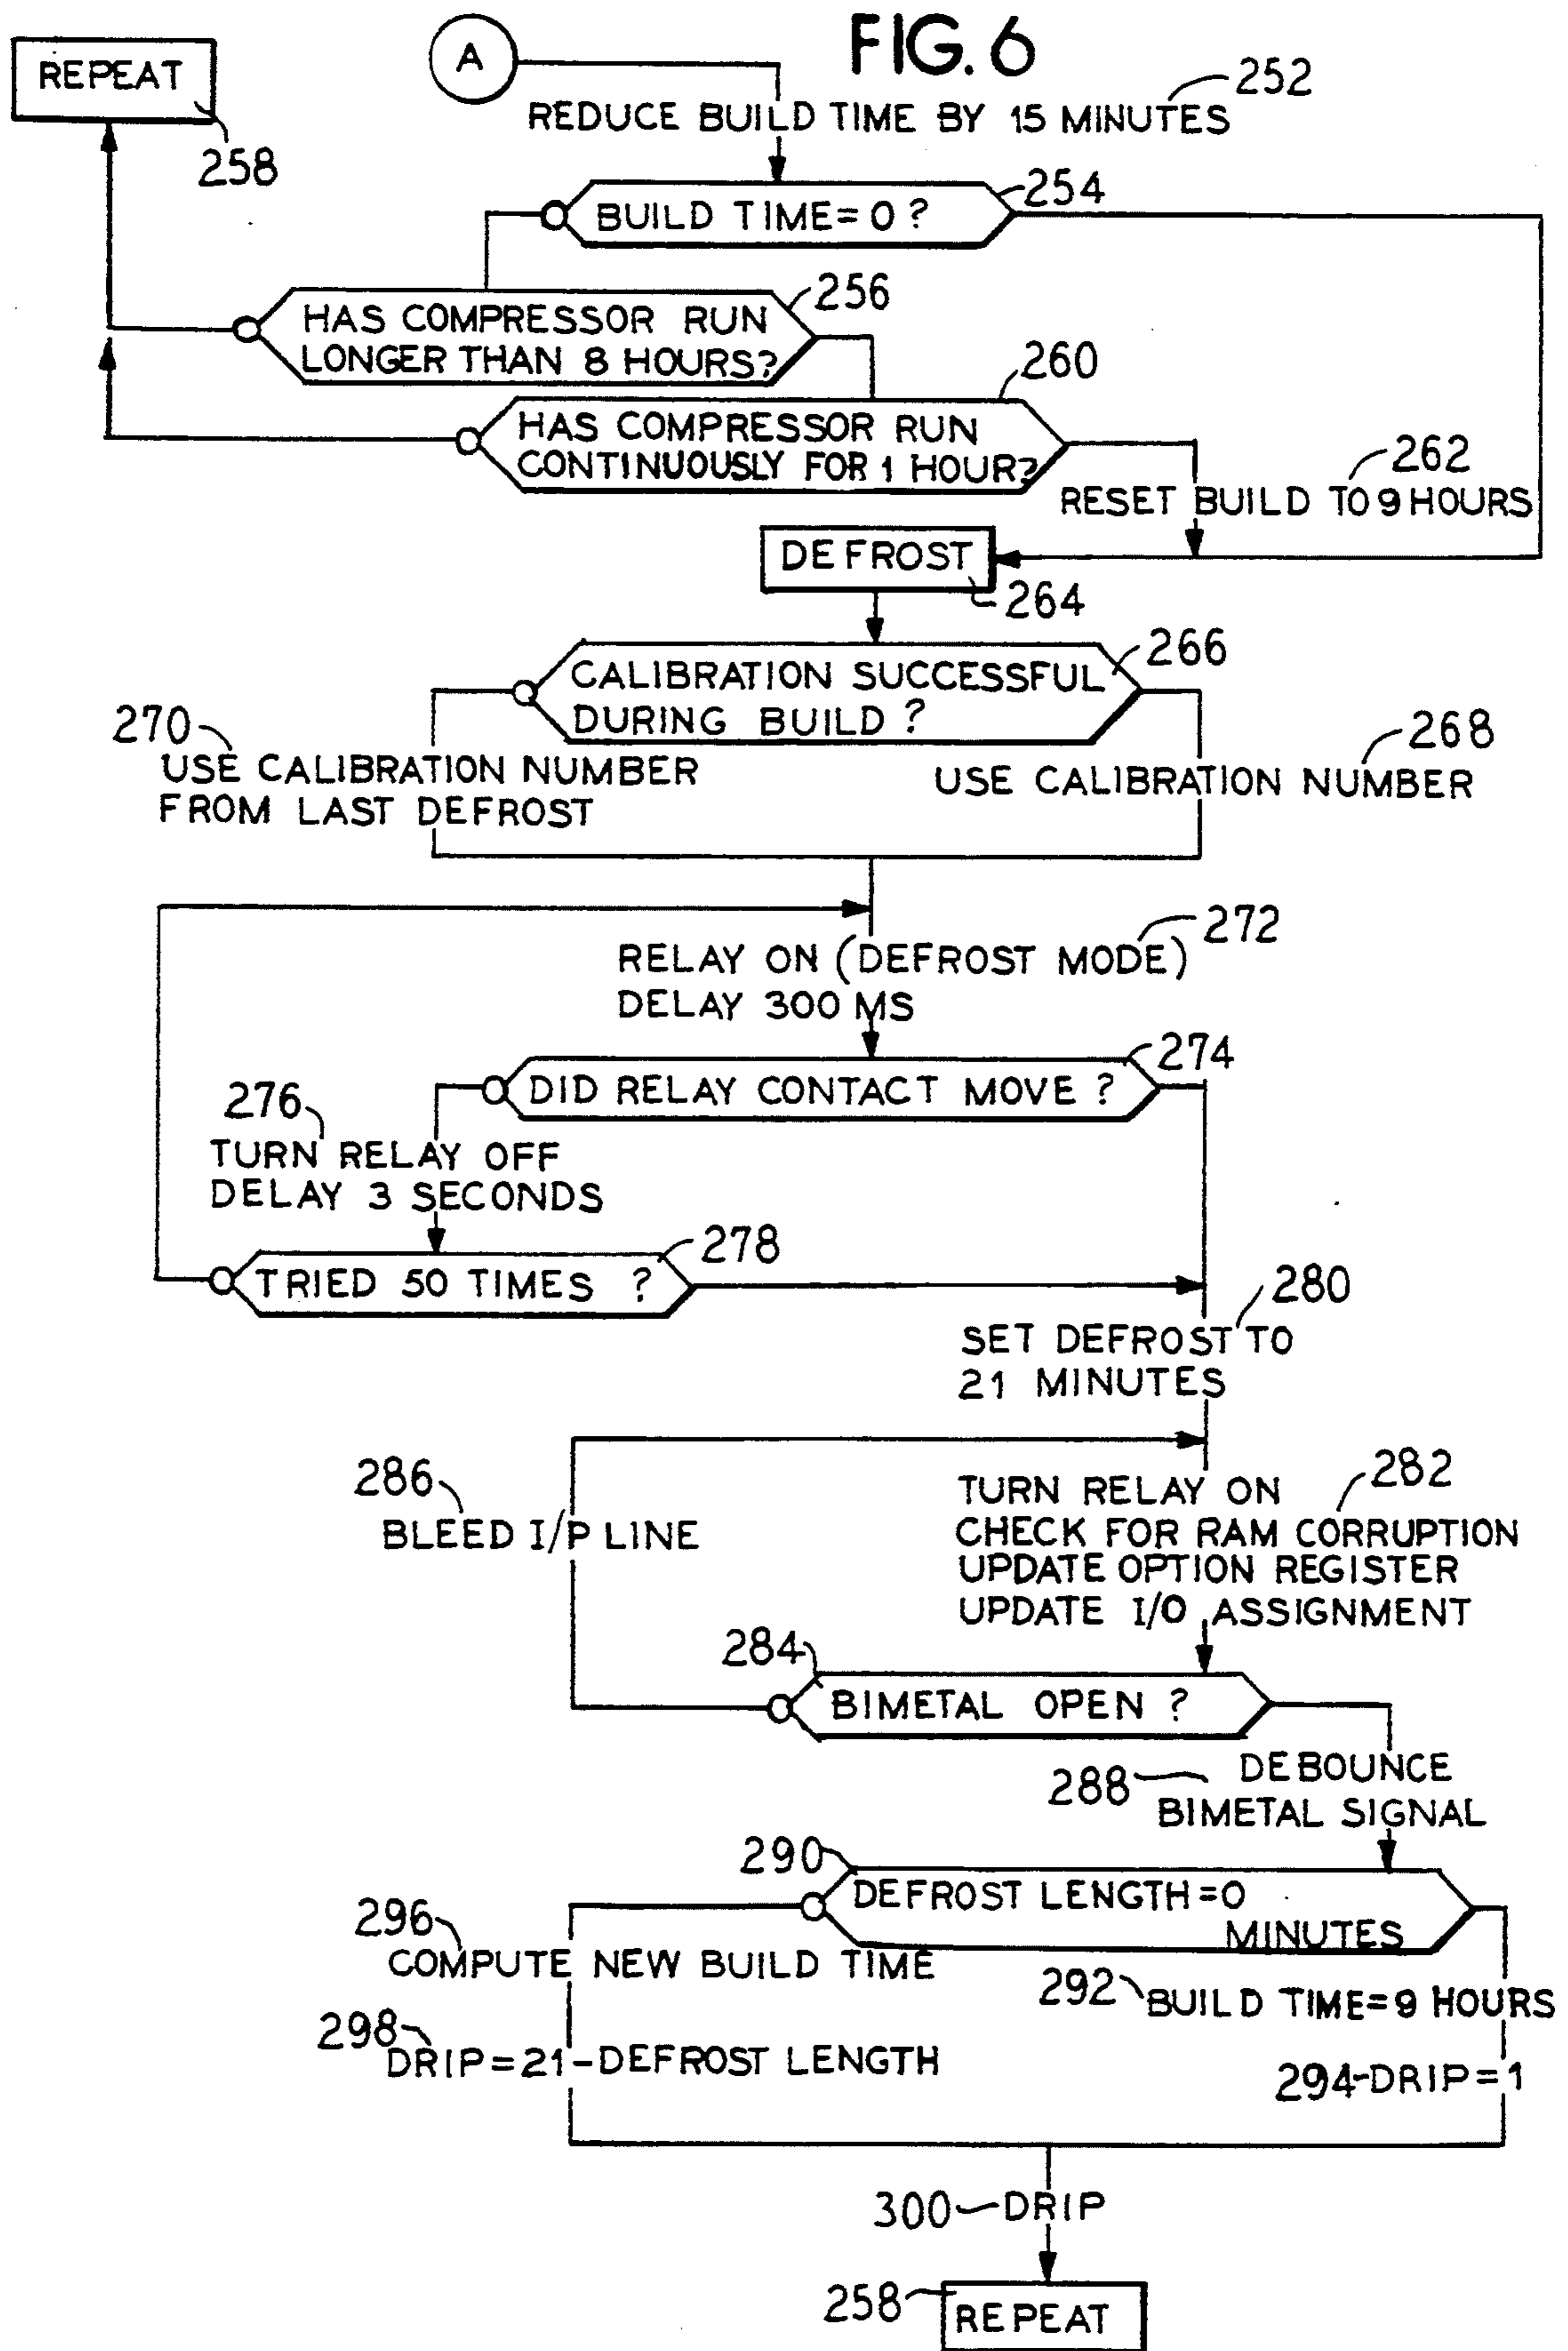 FIG. 6
REPEAT
258
A
252
REDUCE BUILD TIME BY 15 MINUTES
254
BUILD TIME=0?
256
HAS COMPRESSOR RUN
LONGER THAN 8 HOURS?
260
HAS COMPRESSOR RUN
CONTINUOUSLY FOR 1 HOUR?
262
RESET BUILD TO 9 HOURS
DEFROST
264
266
CALIBRATION SUCCESSFUL
DURING BUILD ?
270
USE CALIBRATION NUMBER
FROM LAST DEFROST
268
USE CALIBRATION NUMBER
272
RELAY ON (DEFROST MODE)
DELAY 300 MS
274
DID RELAY CONTACT MOVE ?
276
TURN RELAY OFF
DELAY 3 SECONDS
278
TRIED 50 TIMES ?
280
SET DEFROST TO
21 MINUTES
286
BLEED I/P LINE
282
TURN RELAY ON
CHECK FOR RAM CORRUPTION
UPDATE OPTION REGISTER
UPDATE I/O ASSIGNMENT
284
BIMETAL OPEN ?
288
DEBOUNCE
BIMETAL SIGNAL
290
DEFROST LENGTH=0
MINUTES
296
COMPUTE NEW BUILD TIME
292 BUILD TIME=9 HOURS
298
DRIP=21-DEFROST LENGTH
294 DRIP=1
300 DRIP
258
REPEAT